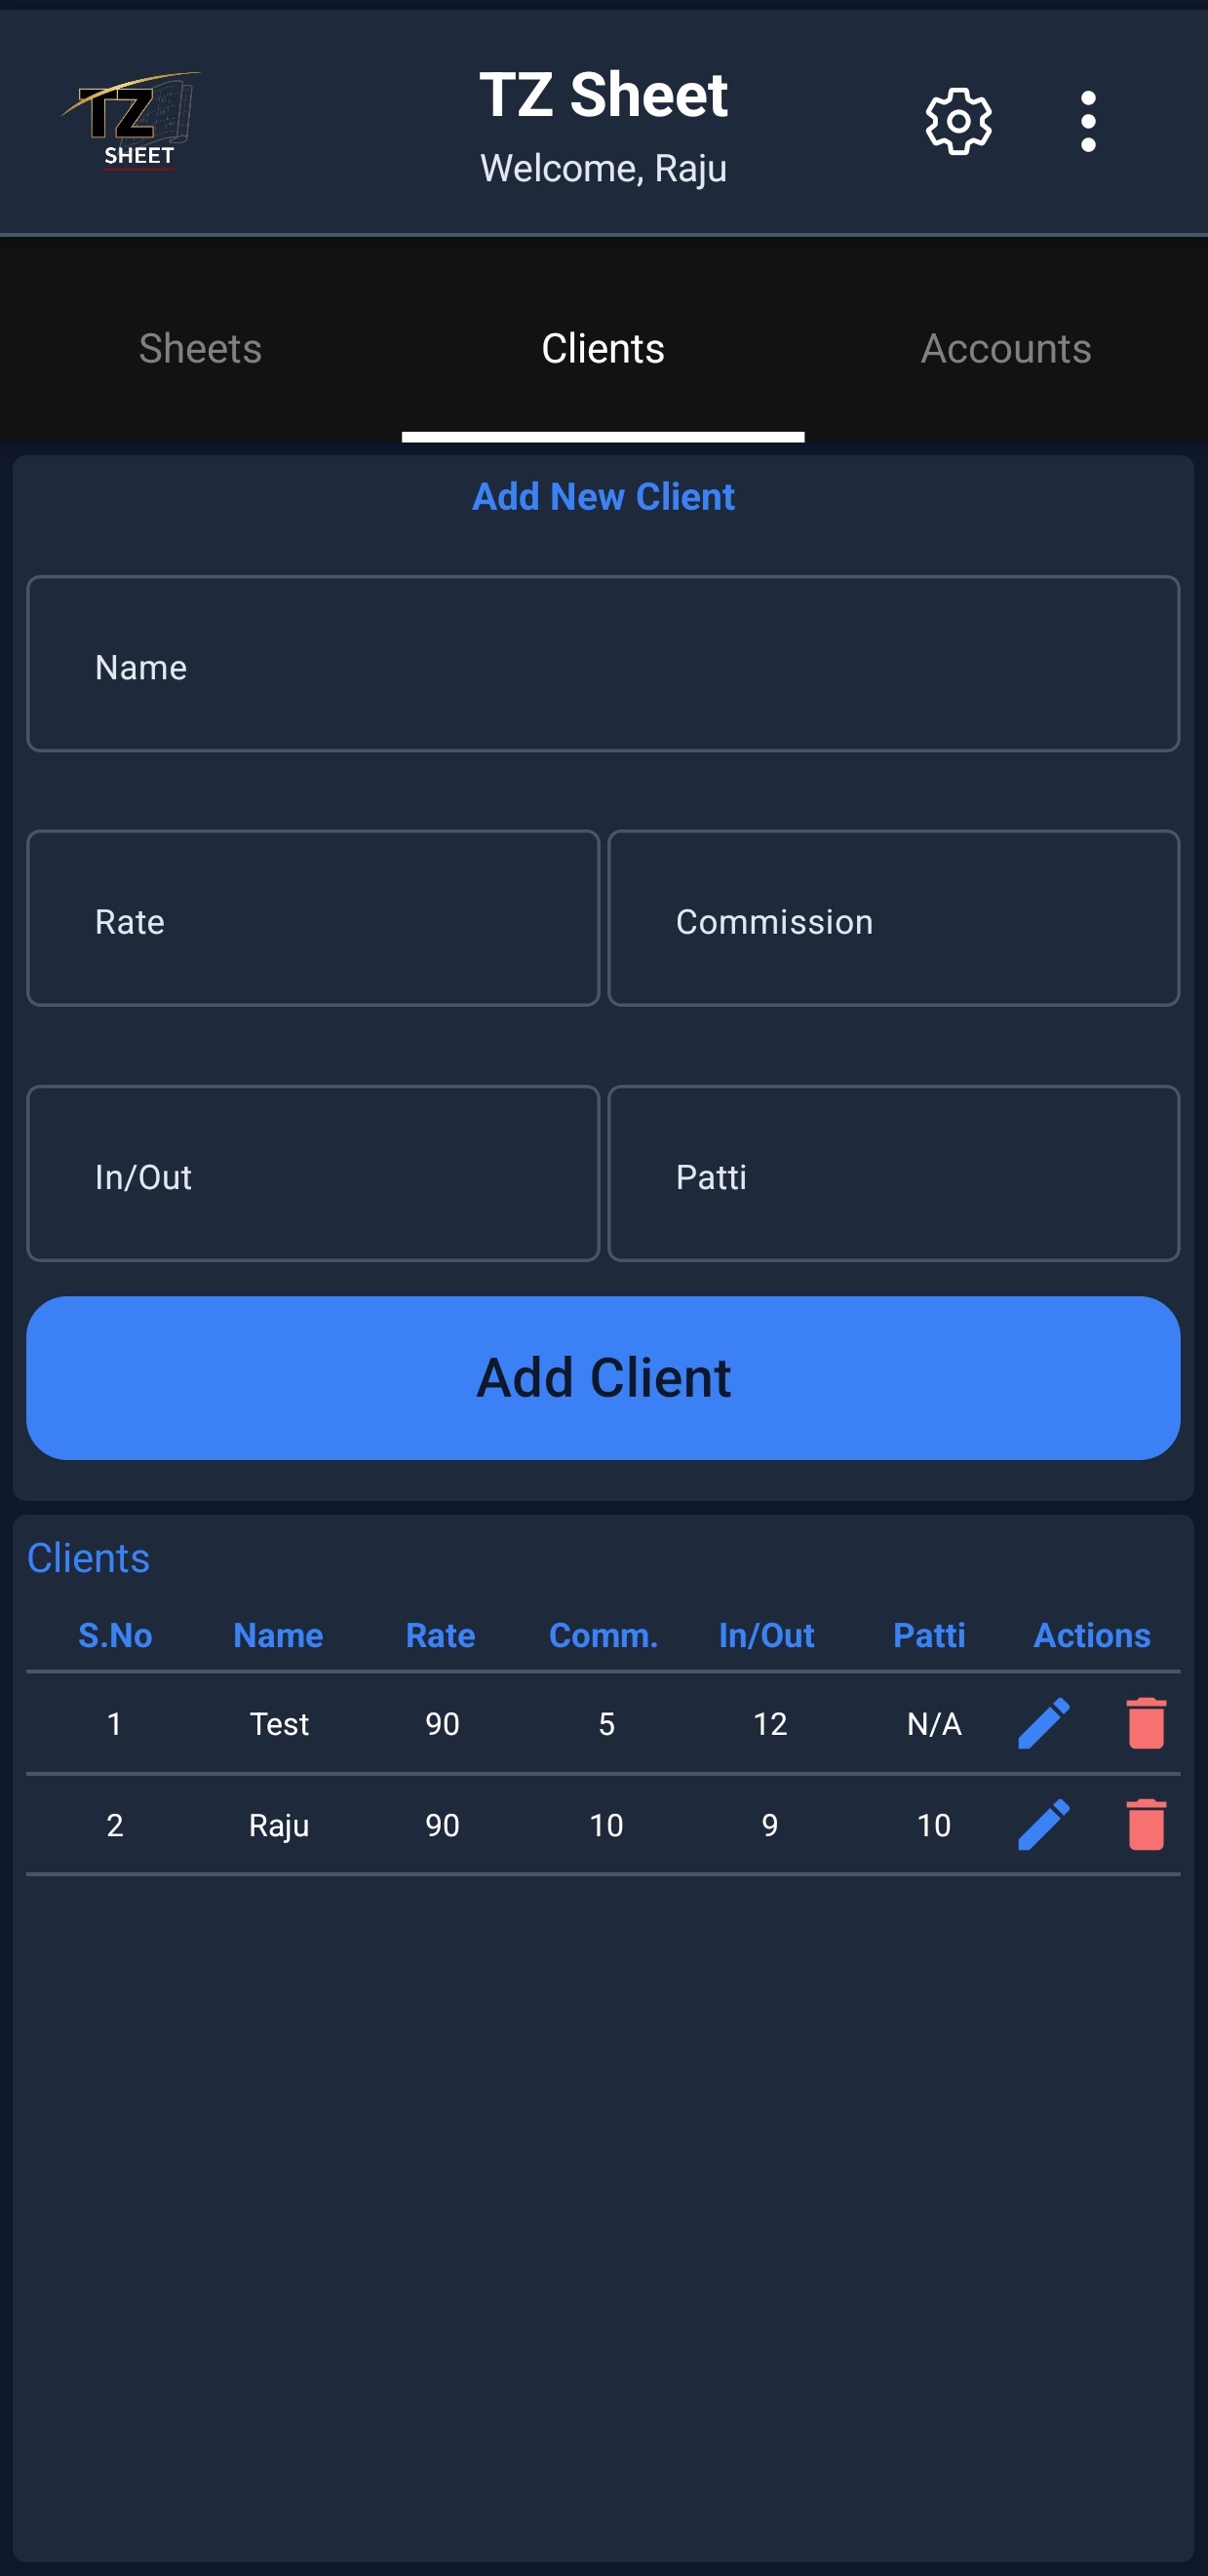 TZ
SHEET
TZ Sheet
Welcome, Raju
Sheets Clients Accounts
Add New Client
Name
Rate Commission
In/Out Patti
Add Client
Clients
S.No Name Rate Comm. In/Out Patti Actions
1 Test 90 5 12 N/A
2 Raju 90 10 9 10